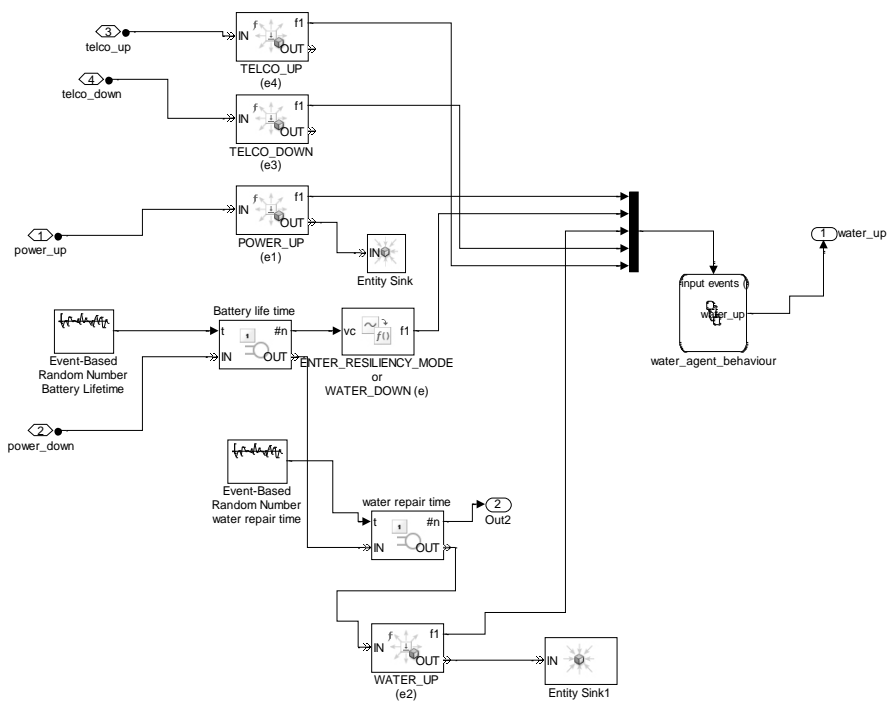 3
telco_up
IN
f1
OUT
TELCO_UP
(e4)
4
telco_down
IN
f1
OUT
TELCO_DOWN
(e3)
1
power_up
IN
f1
OUT
POWER_UP
(e1)
IN
Entity Sink
1
water_up
input events (
water_up
water_agent_behaviour
Event-Based
Random Number
Battery Lifetime
Battery life time
t
#n
IN
OUT
vc
f1
f()
ENTER_RESILIENCY_MODE
or
WATER_DOWN (e)
2
power_down
Event-Based
Random Number
water repair time
water repair time
t
#n
IN
OUT
2
Out2
IN
f1
OUT
WATER_UP
(e2)
IN
Entity Sink1